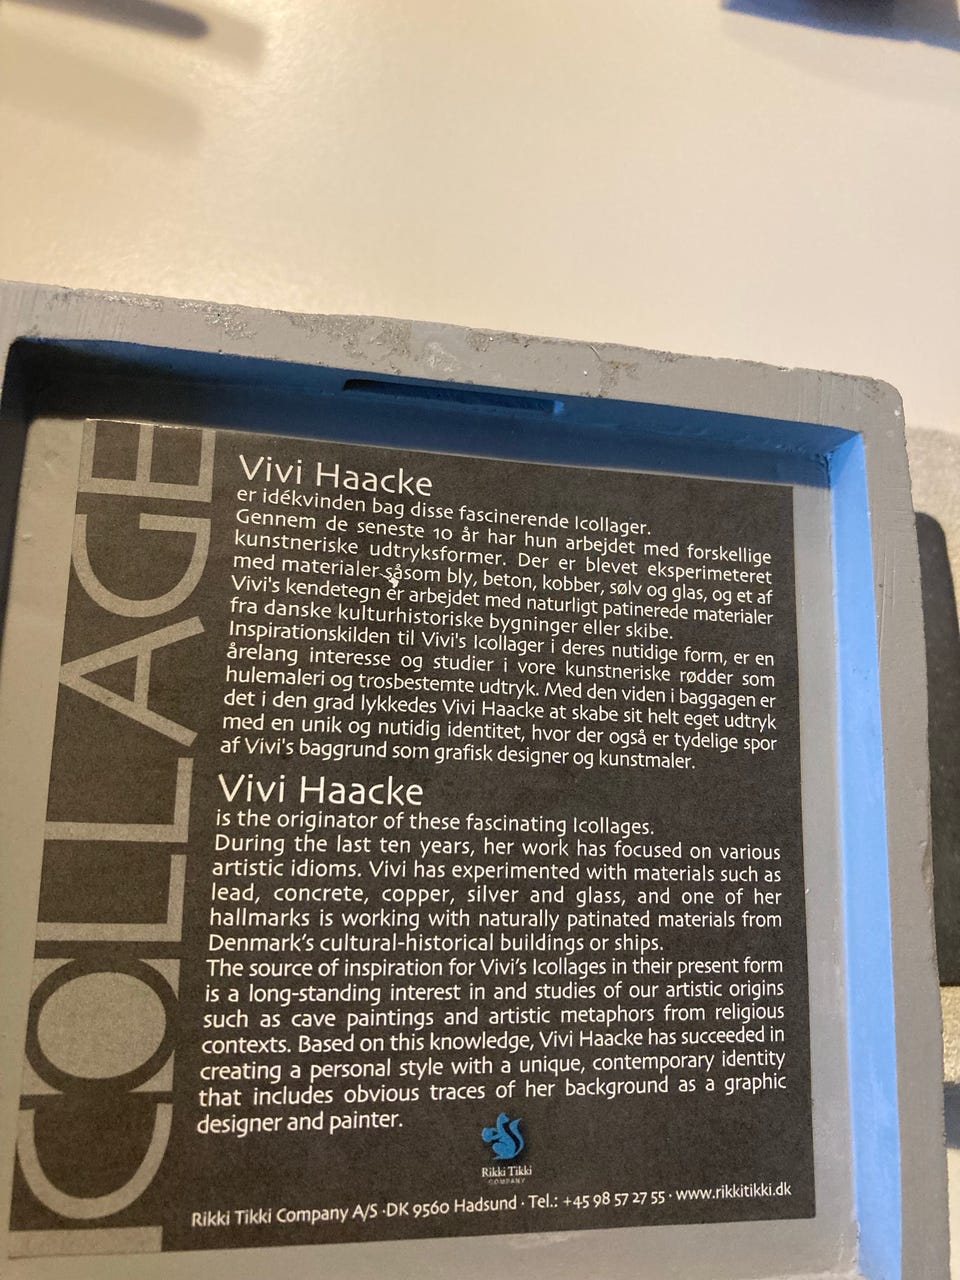 ICOLLAGE
Vivi Haacke
er idékvinden bag disse fascinerende Icollager.
Gennem de seneste 10 år har hun arbejdet med forskellige
kunstneriske udtryksformer. Der er blevet eksperimeteret
med materialer såsom bly, beton, kobber, sølv og glas, og et af
Vivi's kendetegn er arbejdet med naturligt patinerede materialer
fra danske kulturhistoriske bygninger eller skibe.
Inspirationskilden til Vivi's Icollager i deres nutidige form, er en
årelang interesse og studier i vore kunstneriske rødder som
hulemaleri og trosbestemte udtryk. Med den viden i baggagen er
det i den grad lykkedes Vivi Haacke at skabe sit helt eget udtryk
med en unik og nutidig identitet, hvor der også er tydelige spor
af Vivi's baggrund som grafisk designer og kunstmaler.
Vivi Haacke
is the originator of these fascinating Icollages.
During the last ten years, her work has focused on various
artistic idioms. Vivi has experimented with materials such as
lead, concrete, copper, silver and glass, and one of her
hallmarks is working with naturally patinated materials from
Denmark's cultural-historical buildings or ships.
The source of inspiration for Vivi's Icollages in their present form
is a long-standing interest in and studies of our artistic origins
such as cave paintings and artistic metaphors from religious
contexts. Based on this knowledge, Vivi Haacke has succeeded in
creating a personal style with a unique, contemporary identity
that includes obvious traces of her background as a graphic
designer and painter.
Rikki Tikki
COMPANY
Rikki Tikki Company A/S · DK 9560 Hadsund · Tel.: +45 98 57 27 55 · www.rikkitikki.dk